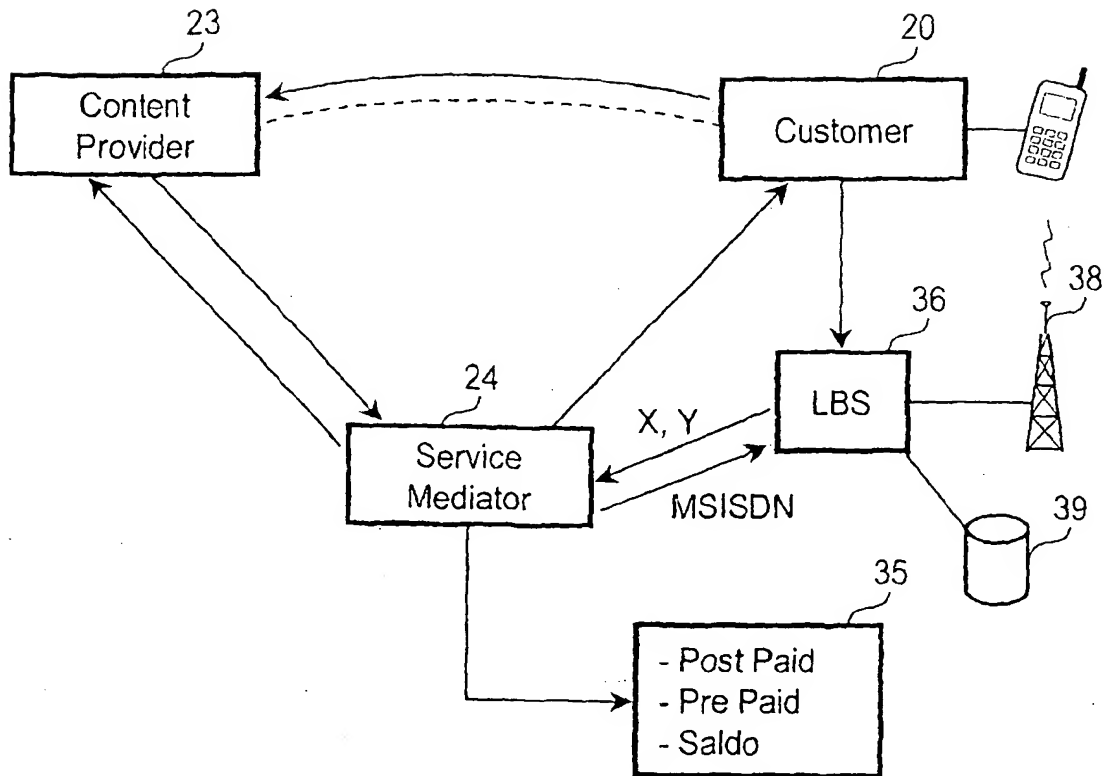 23
20
Content
Provider
Customer
38
36
24
LBS
X, Y
Service
Mediator
MSISDN
39
35
- Post Paid
- Pre Paid
- Saldo